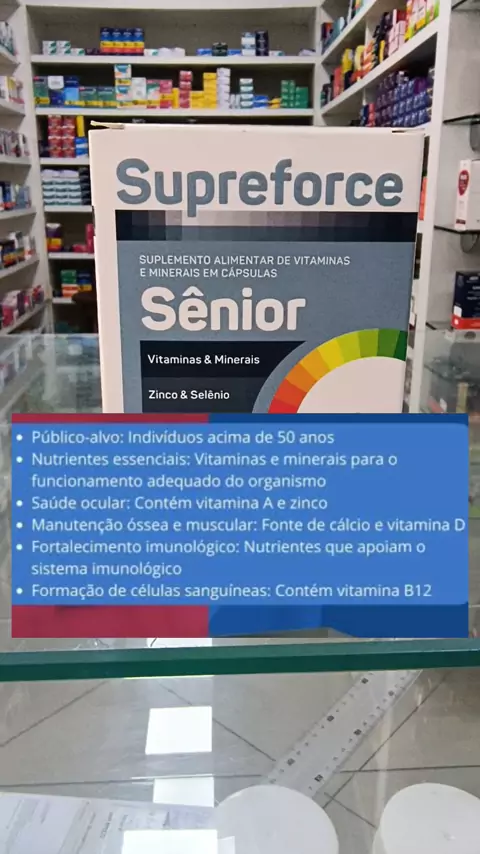 Supreforce
SUPLEMENTO ALIMENTAR DE VITAMINAS
E MINERAIS EM CÁPSULAS
Sênior
Vitaminas & Minerais
Zinco & Selênio
• Público-alvo: Indivíduos acima de 50 anos
• Nutrientes essenciais: Vitaminas e minerais para o
funcionamento adequado do organismo
• Saúde ocular: Contém vitamina A e zinco
• Manutenção óssea e muscular: Fonte de cálcio e vitamina D
• Fortalecimento imunológico: Nutrientes que apoiam o
sistema imunológico
• Formação de células sanguíneas: Contém vitamina B12